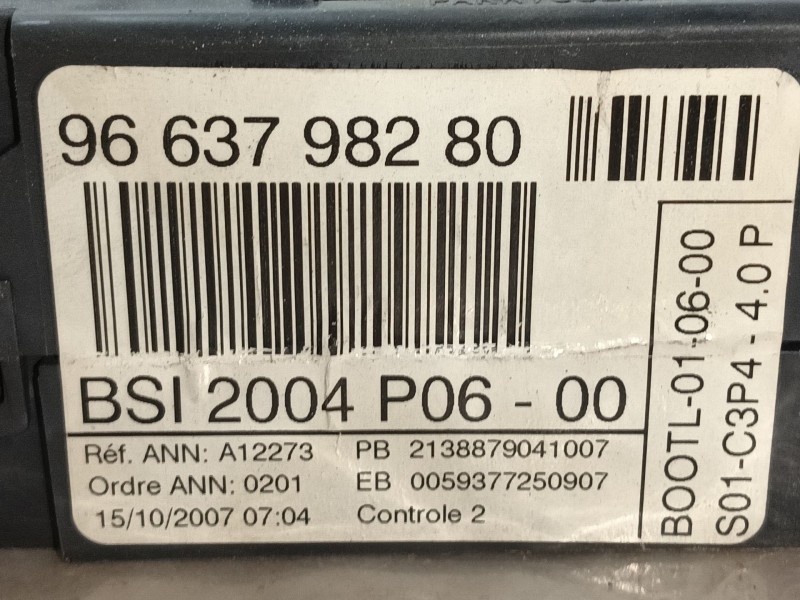 96 637 982 80
BSI 2004 P06 - 00
Réf. ANN: A12273
Ordre ANN: 0201
15/10/2007 07:04
PB 2138879041007
EB 0059377250907
Controle 2
BOOTL-01-06-00
S01-C3P4 - 4.0 P